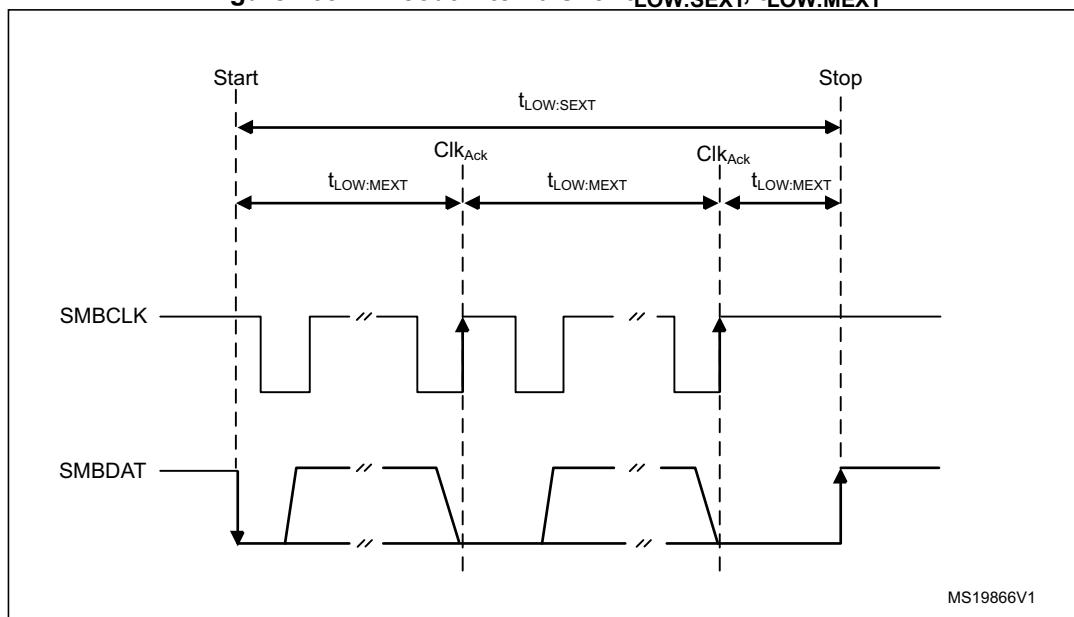 Start Stop
tLOW:SEXT
ClkAck ClkAck
tLOW:MEXT tLOW:MEXT tLOW:MEXT
SMBCLK
SMBDAT
MS19866V1